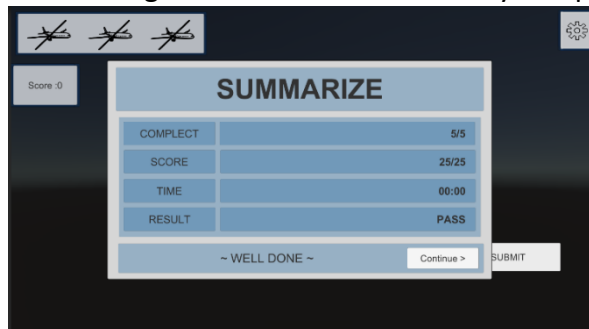 Score :0
SUMMARIZE
COMPLECT 5/5
SCORE 25/25
TIME 00:00
RESULT PASS
~ WELL DONE ~ Continue >
SUBMIT